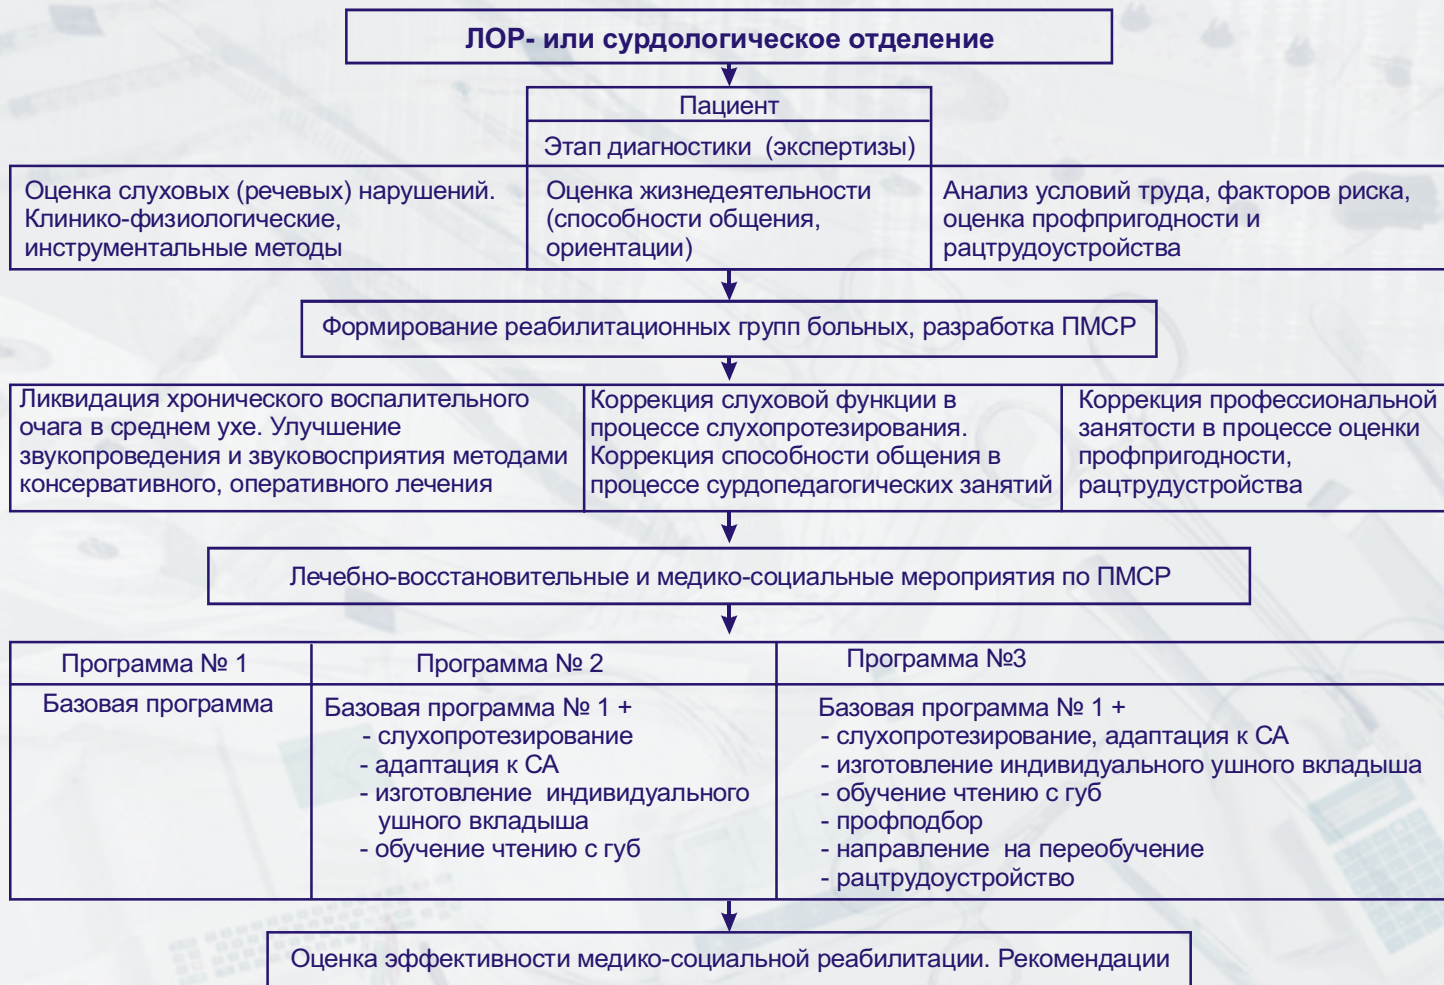 ЛОР- или сурдологическое отделение
Пациент
Этап диагностики (экспертизы)
Оценка слуховых (речевых) нарушений.
Клинико-физиологические,
инструментальные методы
Оценка жизнедеятельности
(способности общения,
ориентации)
Анализ условий труда, факторов риска,
оценка профпригодности и
рацтрудоустройства
Формирование реабилитационных групп больных, разработка ПМСР
Ликвидация хронического воспалительного
очага в среднем ухе. Улучшение
звукопроведения и звуковосприятия методами
консервативного, оперативного лечения
Коррекция слуховой функции в
процессе слухопротезирования.
Коррекция способности общения в
процессе сурдопедагогических занятий
Коррекция профессиональной
занятости в процессе оценки
профпригодности,
рацтрудустройства
Лечебно-восстановительные и медико-социальные мероприятия по ПМСР
Программа № 1
Базовая программа
Программа № 2
Базовая программа № 1 +
- слухопротезирование
- адаптация к СА
- изготовление индивидуального
ушного вкладыша
- обучение чтению с губ
Программа №3
Базовая программа № 1 +
- слухопротезирование, адаптация к СА
- изготовление индивидуального ушного вкладыша
- обучение чтению с губ
- профподбор
- направление на переобучение
- рацтрудоустройство
Оценка эффективности медико-социальной реабилитации. Рекомендации